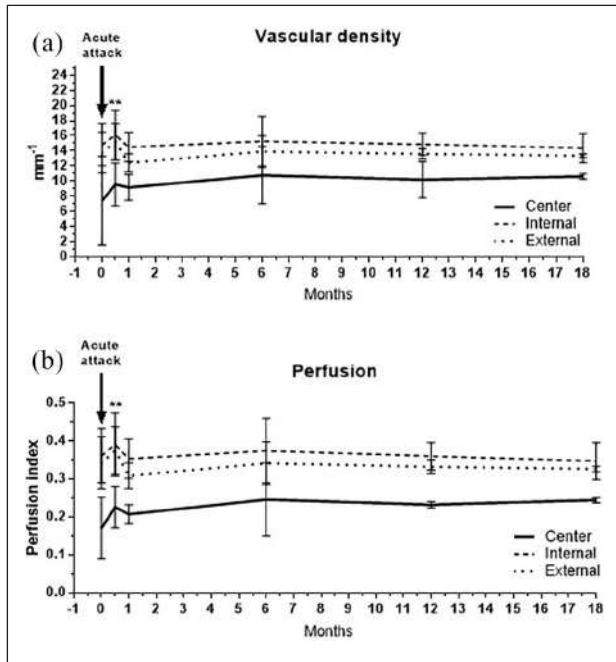 (a)
Vascular density
Acute
attack
**
24
22
20
18
16
14
12
10
8
6
4
2
0
mm-1
-1 0 1 2 3 4 5 6 7 8 9 10 11 12 13 14 15 16 17 18
Months
Center
Internal
External
(b)
Perfusion
Acute
attack
**
0.5
0.4
0.3
0.2
0.1
0.0
Perfusion index
-1 0 1 2 3 4 5 6 7 8 9 10 11 12 13 14 15 16 17 18
Months
Center
Internal
External